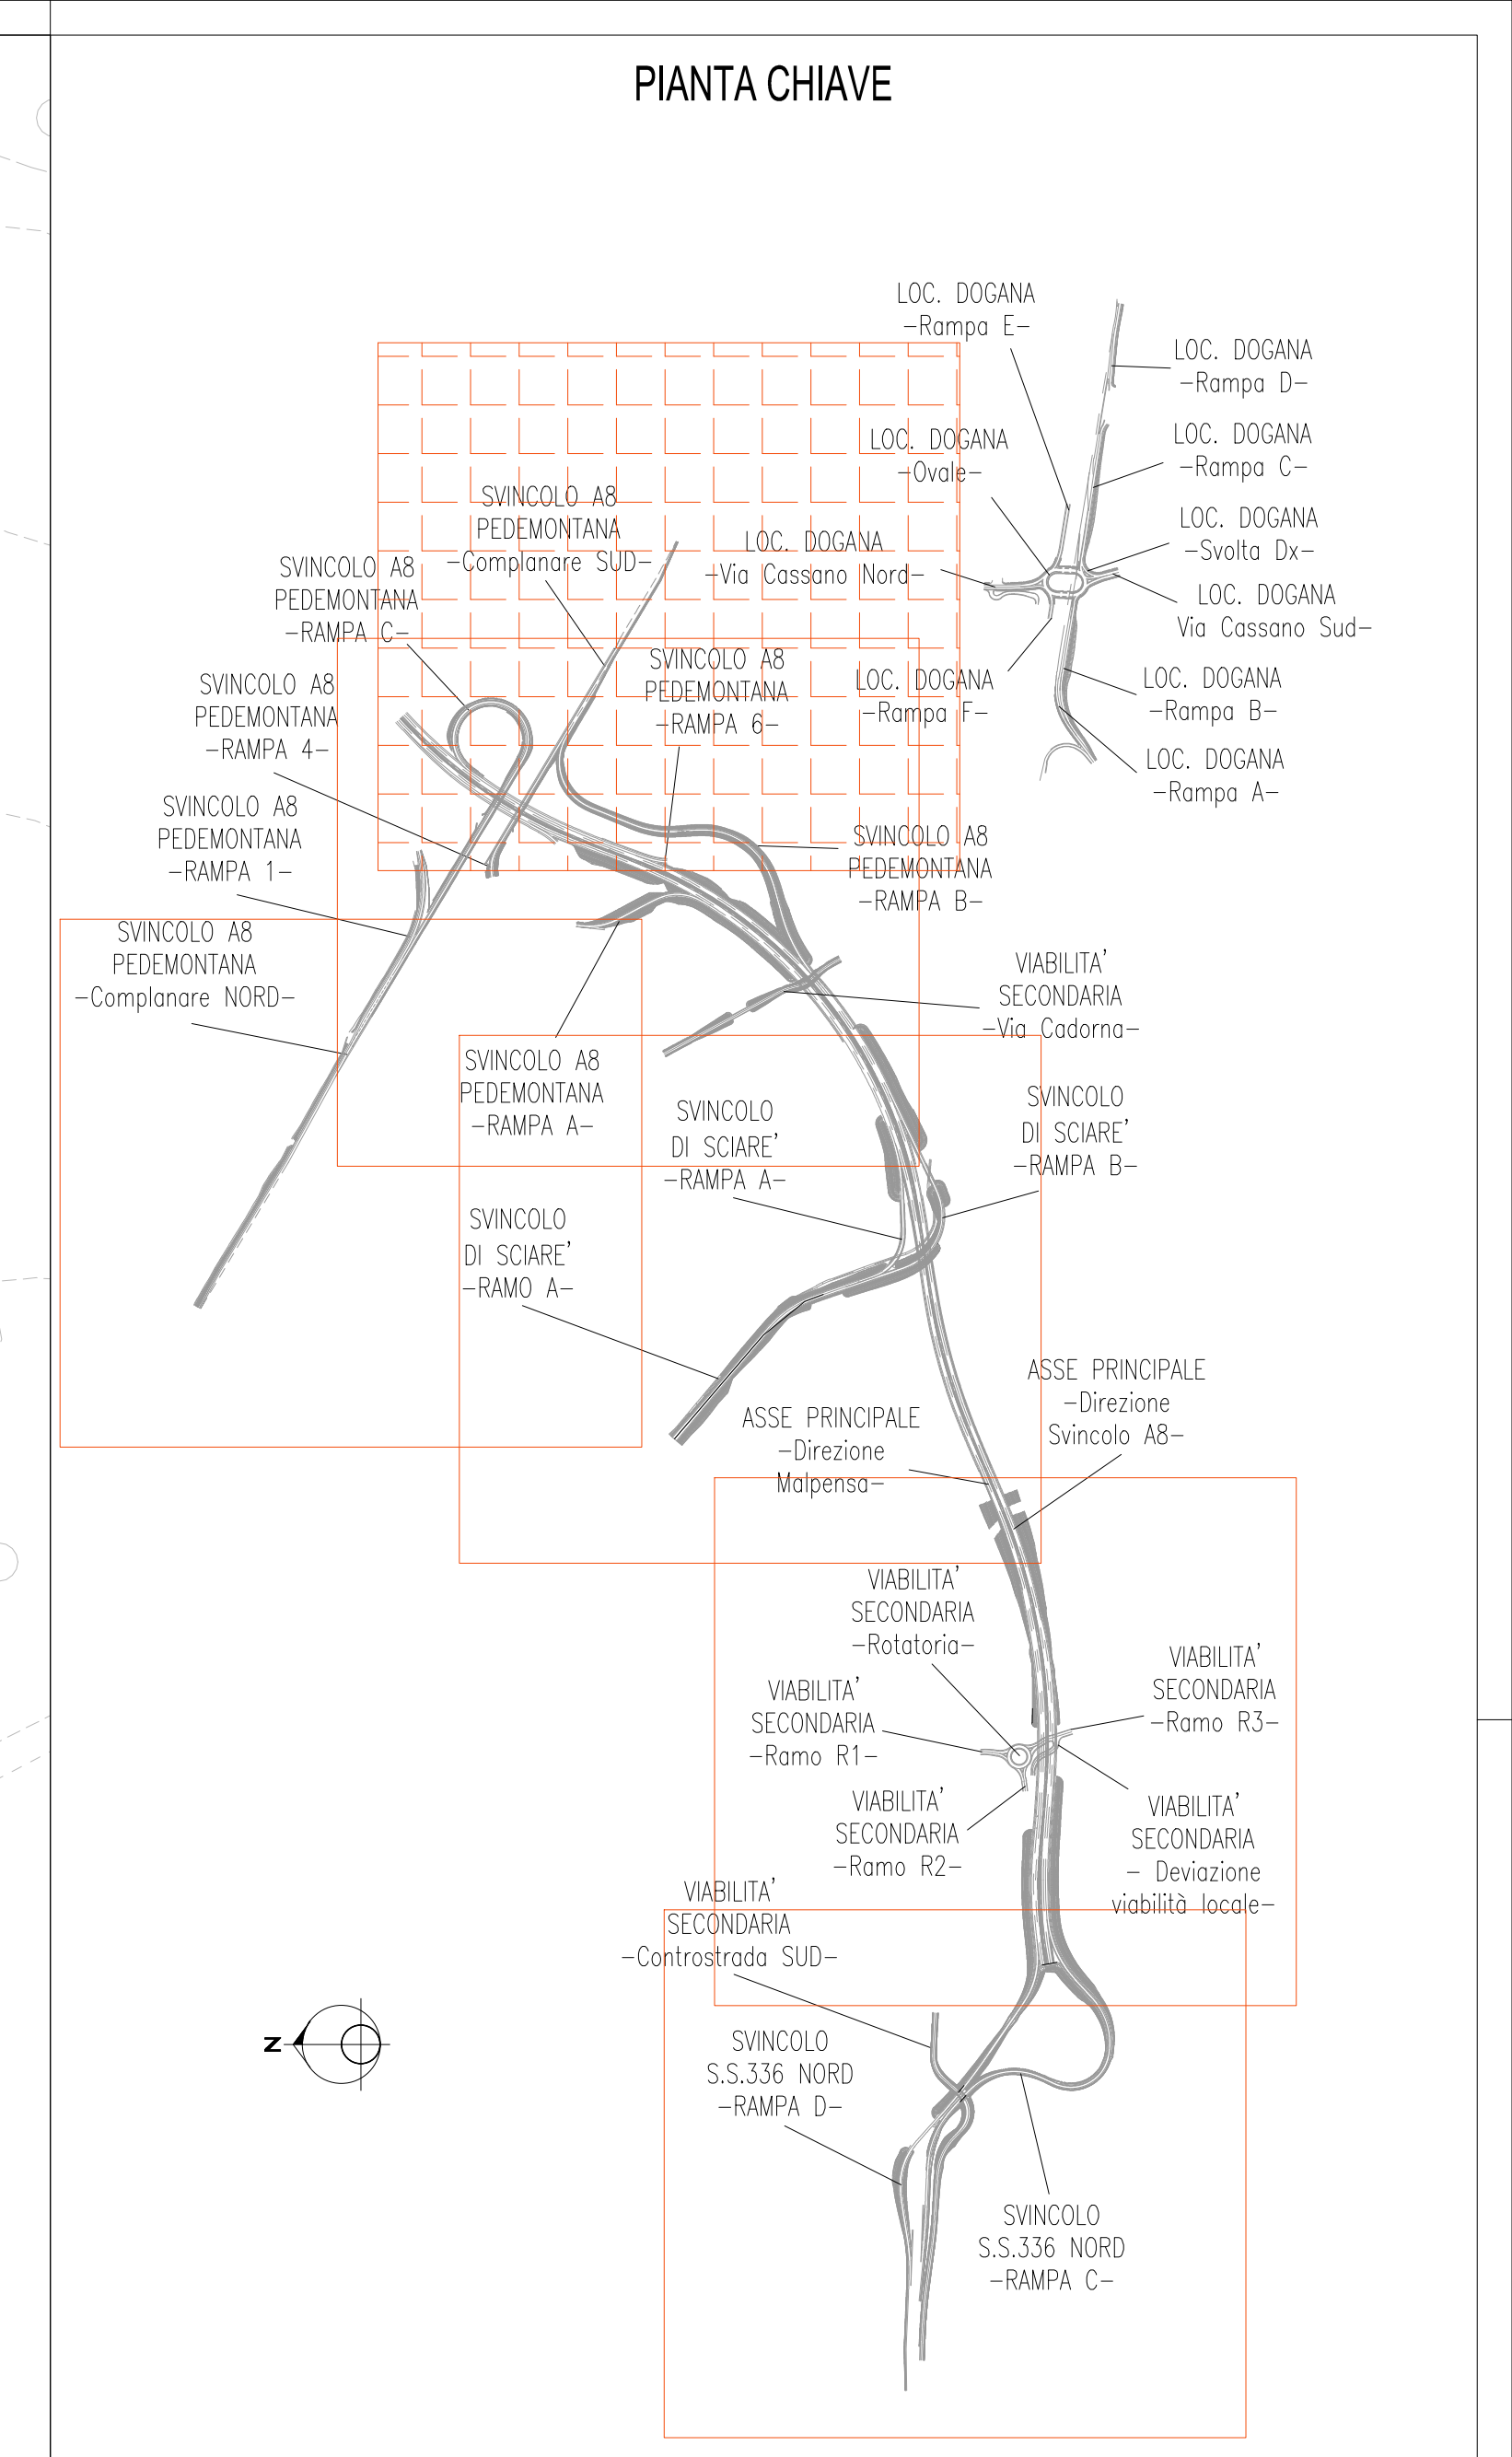 PIANTA CHIAVE
LOC. DOGANA
-Rampa E-
LOC. DOGANA
-Rampa D-
LOC. DOGANA
-Ovale-
LOC. DOGANA
-Rampa C-
SVINCOLO A8
PEDEMONTANA
-Complanare SUD-
LOC. DOGANA
-Via Cassano Nord-
LOC. DOGANA
-Svolta Dx-
SVINCOLO A8
PEDEMONTANA
-RAMPA C-
LOC. DOGANA
Via Cassano Sud-
SVINCOLO A8
PEDEMONTANA
-RAMPA 4-
SVINCOLO A8
PEDEMONTANA
-RAMPA 6-
LOC. DOGANA
-Rampa F-
LOC. DOGANA
-Rampa B-
LOC. DOGANA
-Rampa A-
SVINCOLO A8
PEDEMONTANA
-RAMPA 1-
SVINCOLO A8
PEDEMONTANA
-RAMPA B-
SVINCOLO A8
PEDEMONTANA
-Complanare NORD-
VIABILITA'
SECONDARIA
-Via Cadorna-
SVINCOLO A8
PEDEMONTANA
-RAMPA A-
SVINCOLO
DI SCIARE'
-RAMPA A-
SVINCOLO
DI SCIARE'
-RAMPA B-
SVINCOLO
DI SCIARE'
-RAMO A-
ASSE PRINCIPALE
-Direzione
Svincolo A8-
ASSE PRINCIPALE
-Direzione
Malpensa-
VIABILITA'
SECONDARIA
-Rotatoria-
VIABILITA'
SECONDARIA
-Ramo R3-
VIABILITA'
SECONDARIA
-Ramo R1-
VIABILITA'
SECONDARIA
-Ramo R2-
VIABILITA'
SECONDARIA
- Deviazione
viabilità locale-
VIABILITA'
SECONDARIA
-Controstrada SUD-
N
SVINCOLO
S.S.336 NORD
-RAMPA D-
SVINCOLO
S.S.336 NORD
-RAMPA C-